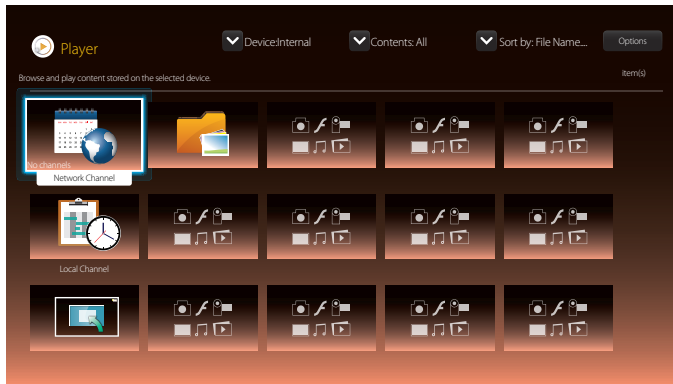 Player
Device:Internal
Contents: All
Sort by: File Name....
Options
Browse and play content stored on the selected device.
item(s)
No channels
Network Channel
Local Channel